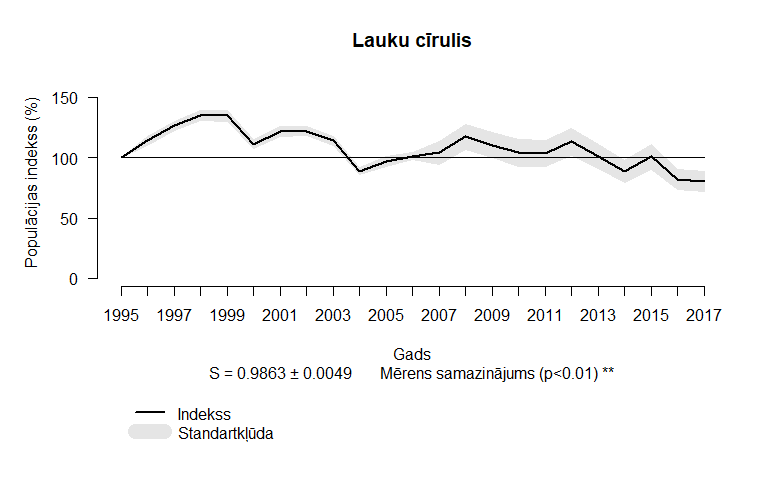 Lauku cīrulis
Populācijas indekss (%)
150
100
50
0
1995 1997 1999 2001 2003 2005 2007 2009 2011 2013 2015 2017
Gads
S = 0.9863 ± 0.0049 Mērens samazinājums (p<0.01) **
Indekss
Standartkļūda